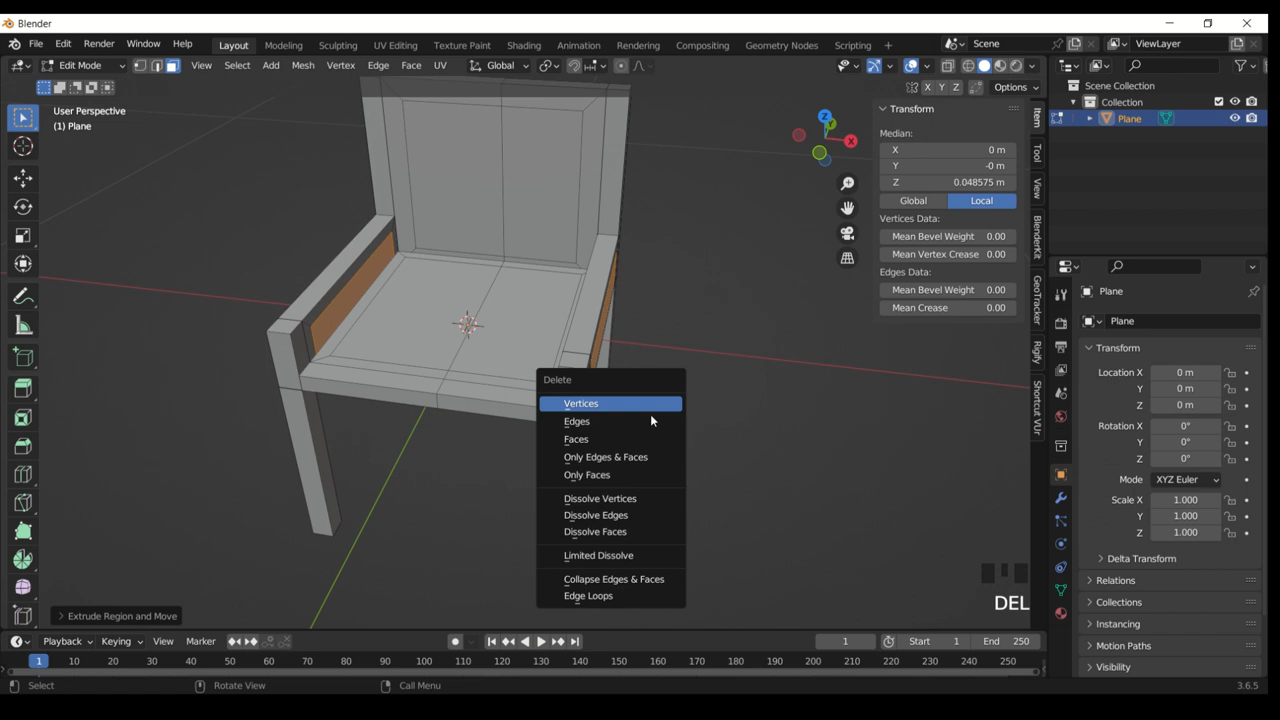 Blender
File Edit Render Window Help Layout Modeling Sculpting UV Editing Texture Paint Shading Animation Rendering Compositing Geometry Nodes Scripting + Scene ViewLayer
Edit Mode View Select Add Mesh Vertex Edge Face UV Global
X Y Z Options
User Perspective
(1) Plane
Z
Y
X
Transform
Median:
X 0 m
Y -0 m
Z 0.048575 m
Global Local
Vertices Data:
Mean Bevel Weight 0.00
Mean Vertex Crease 0.00
Edges Data:
Mean Bevel Weight 0.00
Mean Crease 0.00
Item
Tool
View
BlenderKit
GeoTracker
Rigify
Shortcut VUr
Scene Collection
Collection
Plane
Plane
Plane
Transform
Location X 0 m
Y 0 m
Z 0 m
Rotation X 0°
Y 0°
Z 0°
Mode XYZ Euler
Scale X 1.000
Y 1.000
Z 1.000
Delta Transform
Relations
Collections
Instancing
Motion Paths
Visibility
Delete
Vertices
Edges
Faces
Only Edges & Faces
Only Faces
Dissolve Vertices
Dissolve Edges
Dissolve Faces
Limited Dissolve
Collapse Edges & Faces
Edge Loops
DEL
Extrude Region and Move
Playback Keying View Marker 1 Start 1 End 250
1 10 20 30 40 50 60 70 80 90 100 110 120 130 140 150 160 170 180 190 200 210 220 230 240 250
Select Rotate View Call Menu 3.6.5